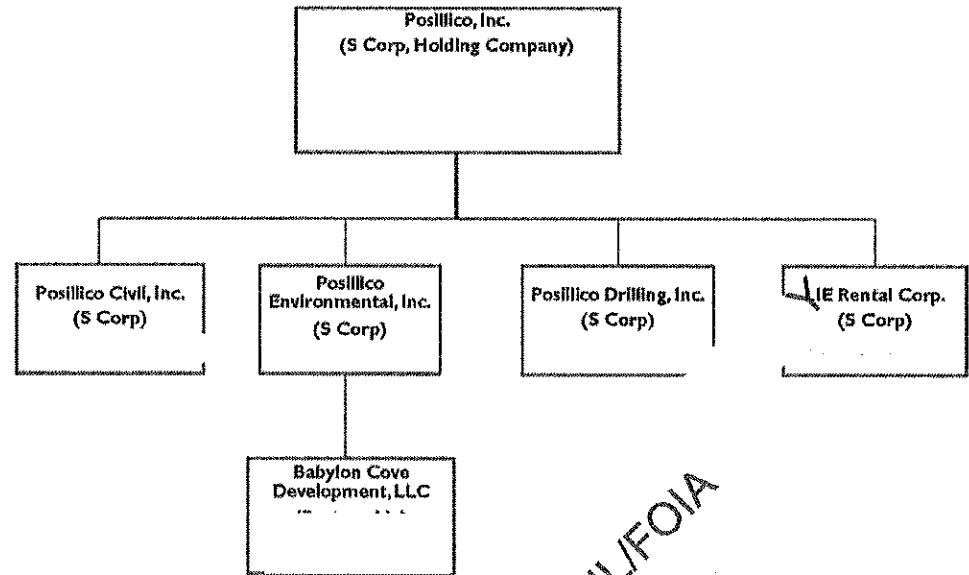 Posillico, Inc.
(S Corp, Holding Company)
Posillico Civil, Inc.
(S Corp)
Posillico
Environmental, Inc.
(S Corp)
Posillico Drilling, Inc.
(S Corp)
IE Rental Corp.
(S Corp)
Babylon Cove
Development, LLC
/FOIA